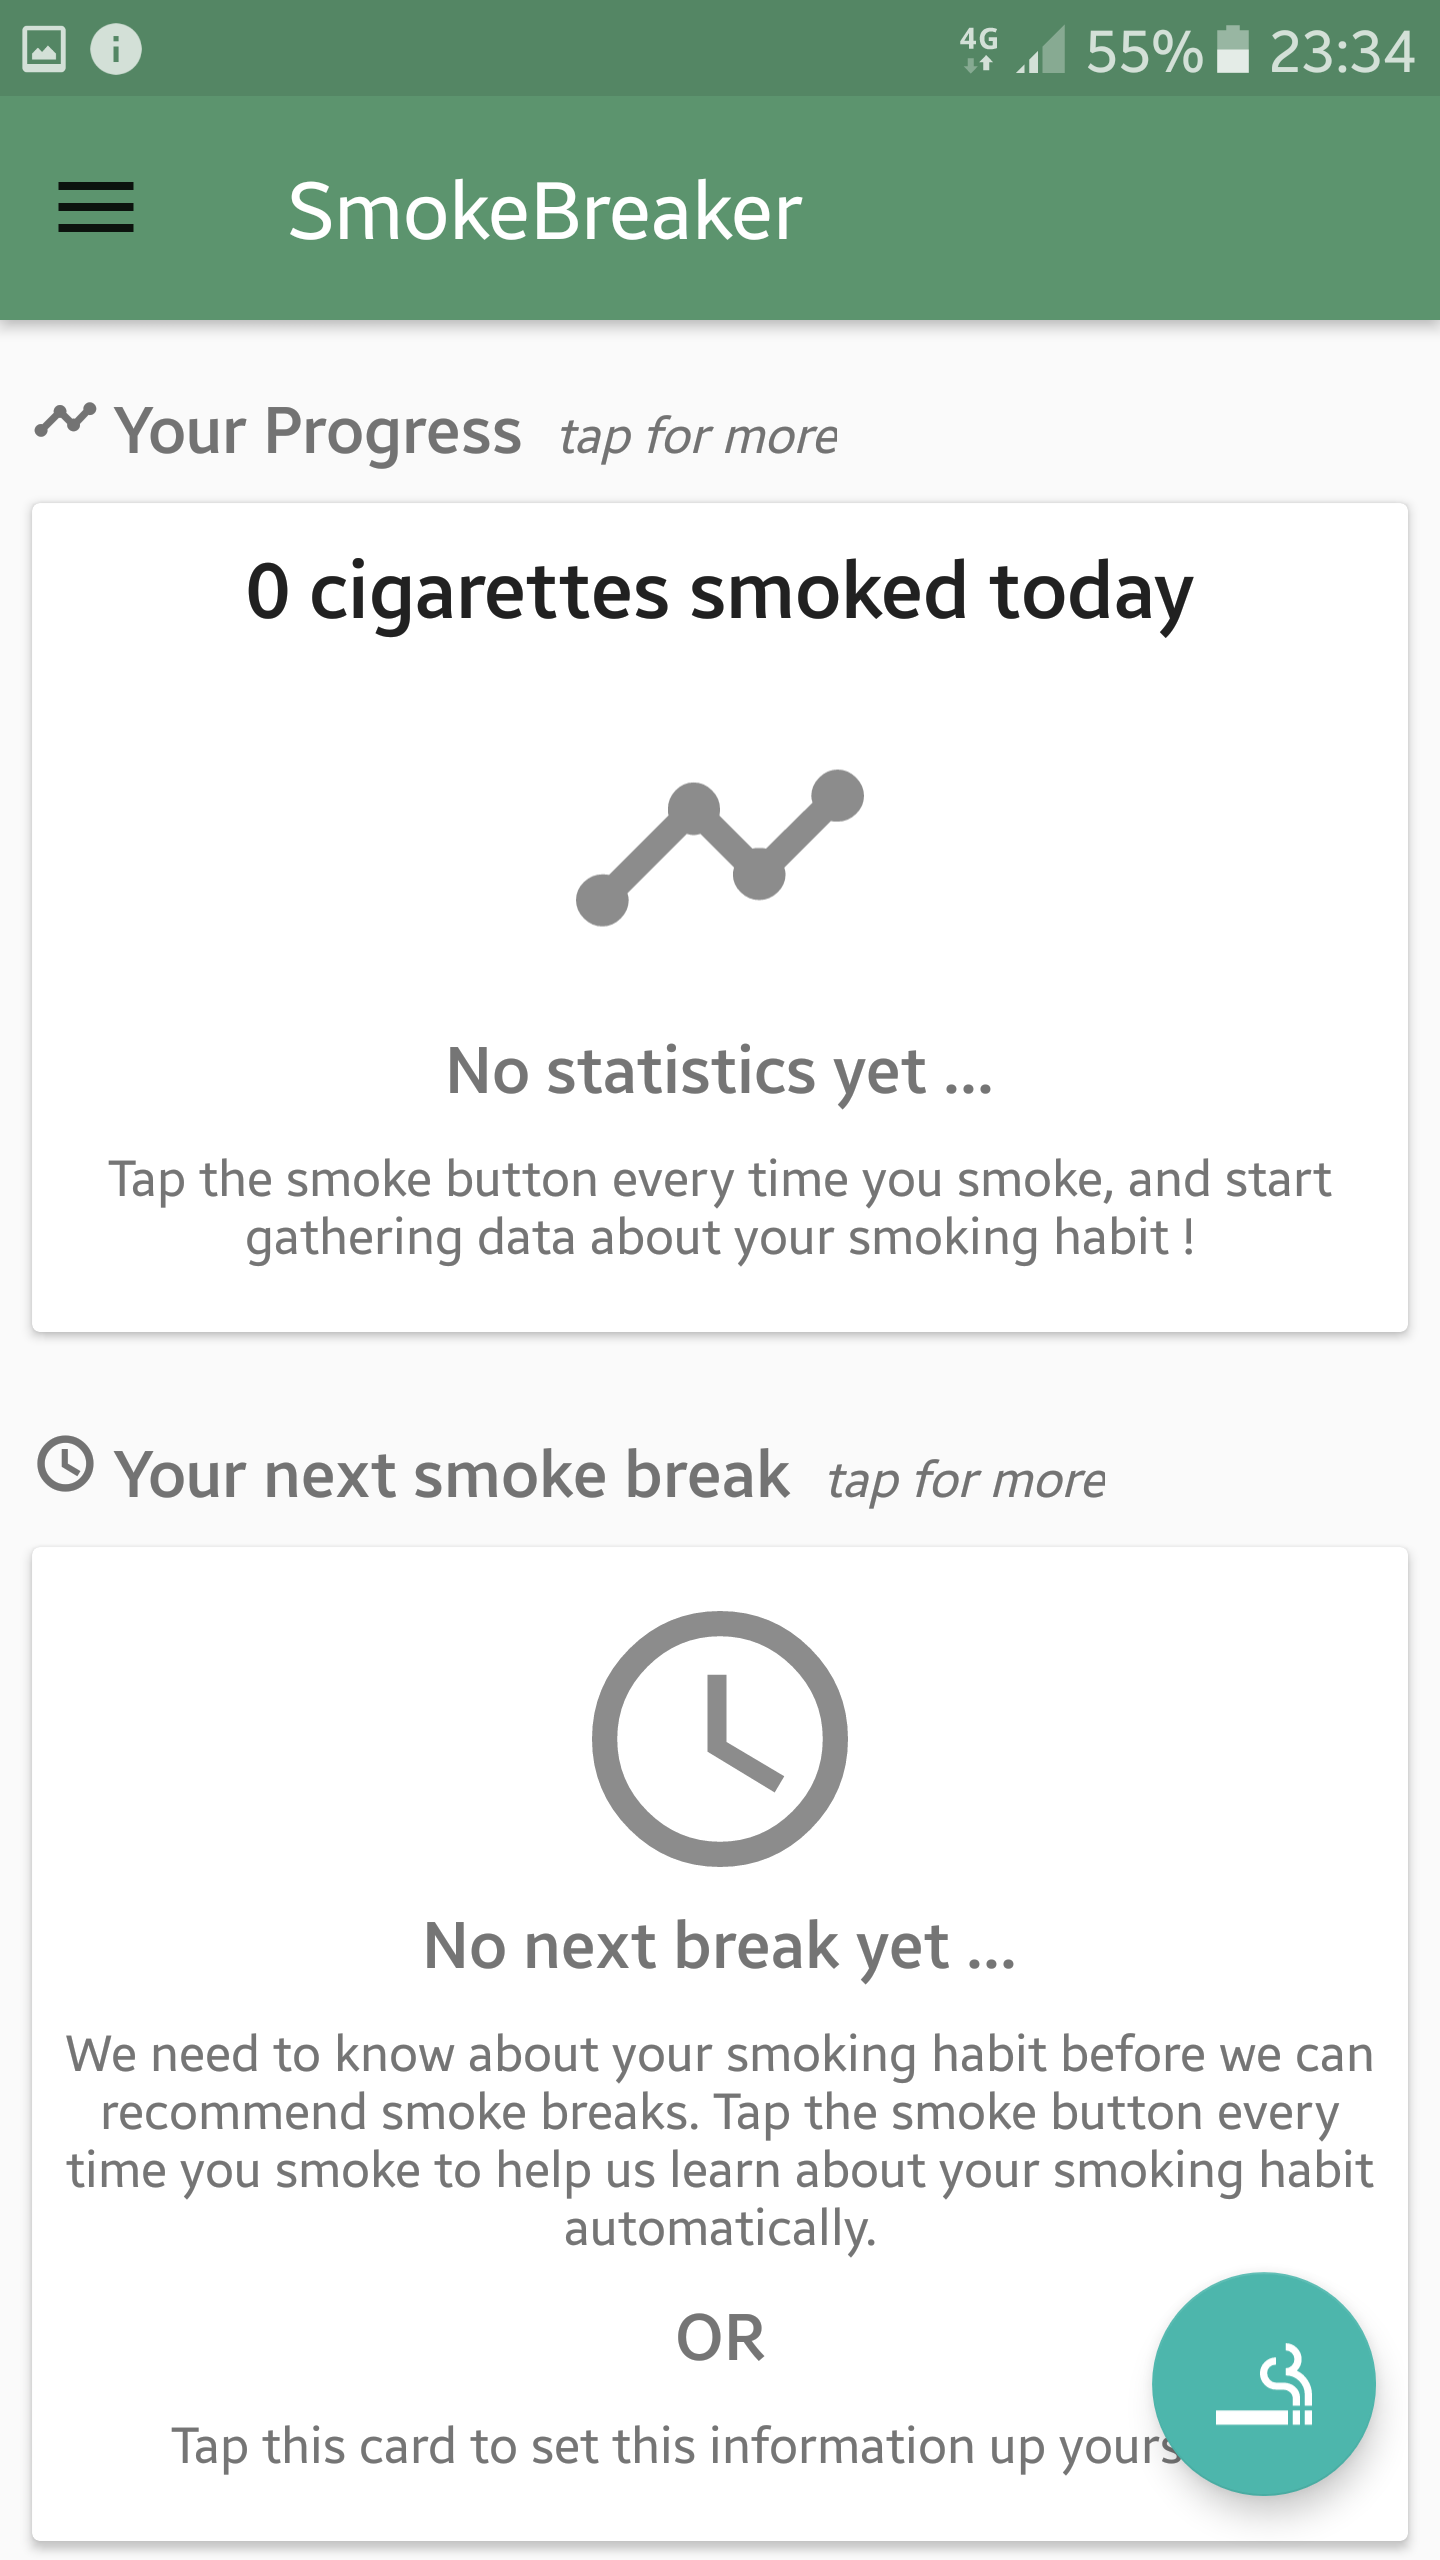 4G 55% 23:34
SmokeBreaker
Your Progress tap for more
0 cigarettes smoked today
No statistics yet ...
Tap the smoke button every time you smoke, and start
gathering data about your smoking habit !
Your next smoke break tap for more
No next break yet ...
We need to know about your smoking habit before we can
recommend smoke breaks. Tap the smoke button every
time you smoke to help us learn about your smoking habit
automatically.
OR
Tap this card to set this information up